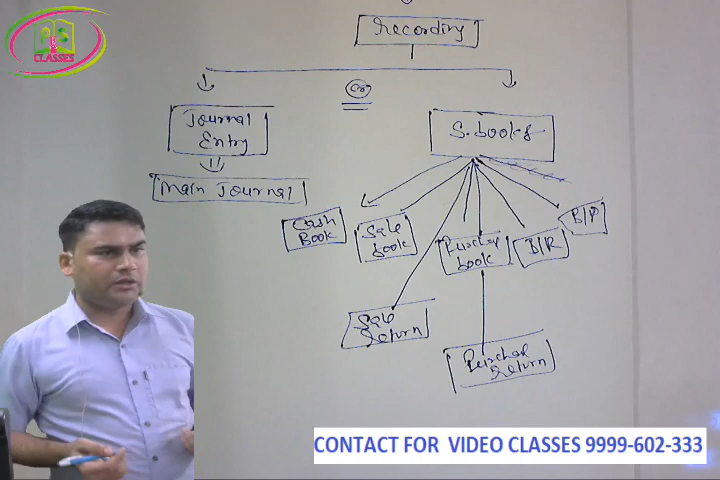 CLASSES
Recording
or
Journal
Entry
S. books
Main Journal
Cash
Book
Sale
book
Purchase
book
B/R
B/P
Sale
Return
Purchase
Return
CONTACT FOR VIDEO CLASSES 9999-602-333